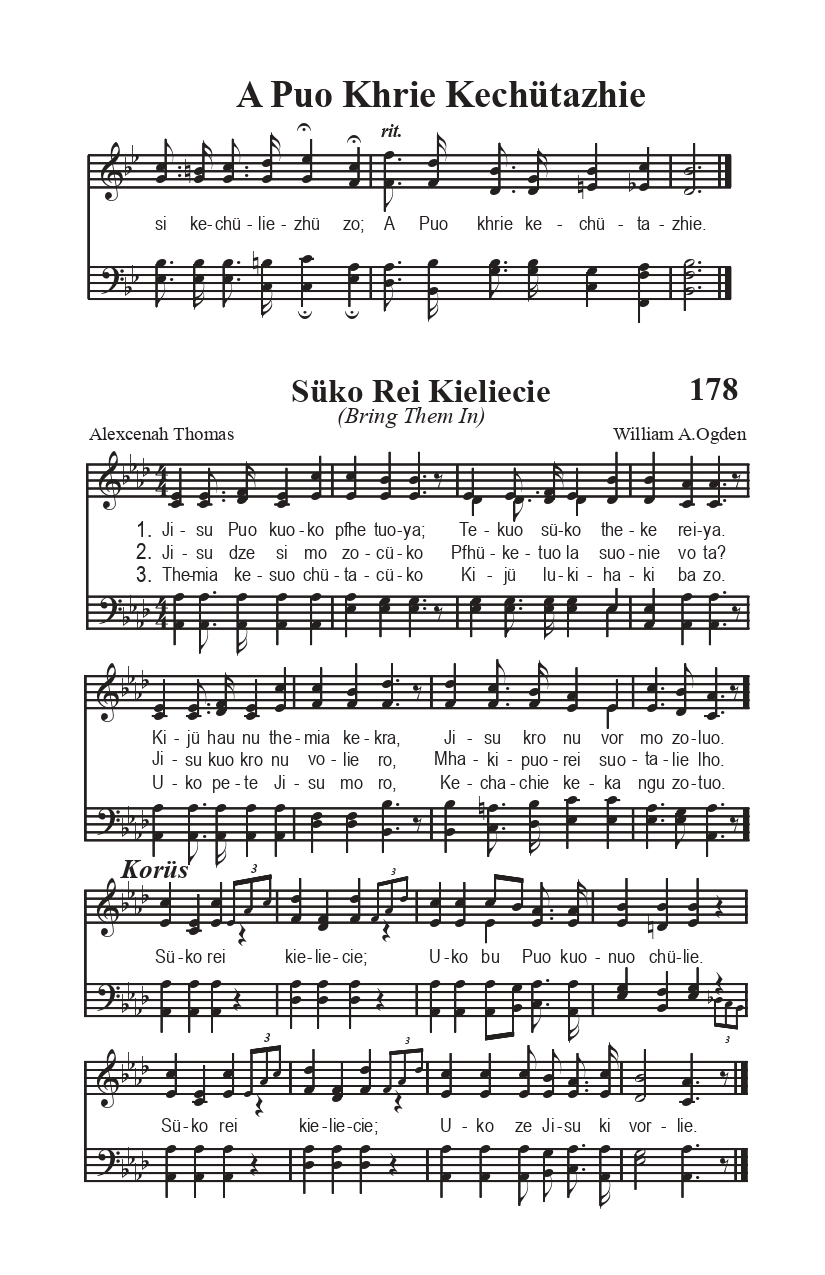 A Puo Khrie Kechütazhie
rit.
si ke-chü-lie-zhü zo; A Puo khrie ke-chü-ta-zhie.
Süko Rei Kieliecie 178
(Bring Them In)
Alexcenah Thomas William A.Ogden
1. Ji-su Puo kuo-ko pfhe tuo-ya; Te-kuo sü-ko the-ke rei-ya.
2. Ji-su dze si mo zo-cü-ko Pfhü-ke-tuo la suo-nie vo ta?
3. The-mia ke-suo chü-ta-cü-ko Ki-jü lu-ki-ha-ki ba zo.
Ki-jü hau nu the-mia ke-kra, Ji-su kro nu vor mo zo-luo.
Ji-su kuo kro nu vo-lie ro, Mha-ki-puo-rei suo-ta-lie lho.
U-ko pe-te Ji-su mo ro, Ke-cha-chie ke-ka ngu zo-tuo.
Korüs
3 3
Sü-ko rei kie-lie-cie; U-ko bu Puo kuo-nuo chü-lie.
3
3 3
Sü-ko rei kie-lie-cie; U-ko ze Ji-su ki vor-lie.